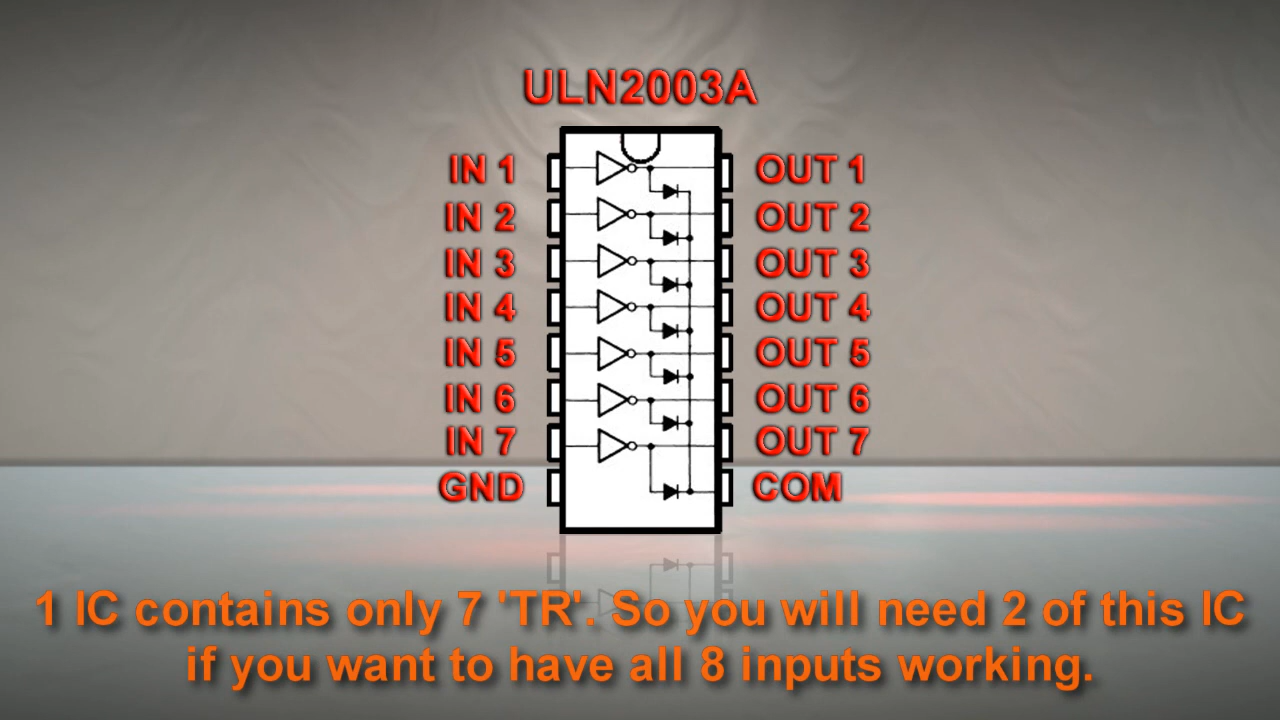 ULN2003A
IN 1 OUT 1
IN 2 OUT 2
IN 3 OUT 3
IN 4 OUT 4
IN 5 OUT 5
IN 6 OUT 6
IN 7 OUT 7
GND COM
1 IC contains only 7 'TR'. So you will need 2 of this IC
if you want to have all 8 inputs working.